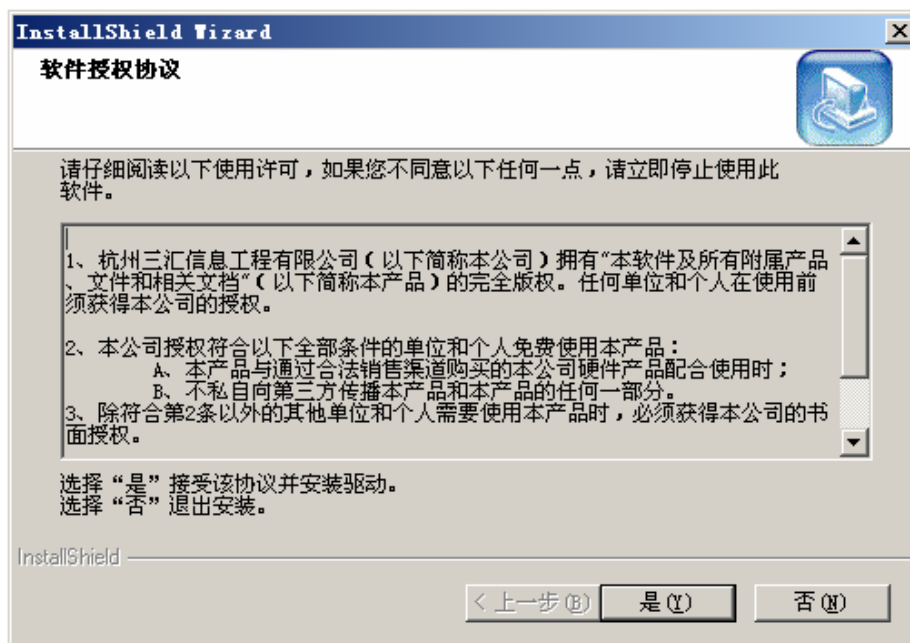 InstallShield Wizard
软件授权协议
请仔细阅读以下使用许可，如果您不同意以下任何一点，请立即停止使用此
软件。
1、杭州三汇信息工程有限公司（以下简称本公司）拥有“本软件及所有附属产品
、文件和相关文档”（以下简称本产品）的完全版权。任何单位和个人在使用前
须获得本公司的授权。
2、本公司授权符合以下全部条件的单位和个人免费使用本产品：
A、本产品与通过合法销售渠道购买的本公司硬件产品配合使用时；
B、不私自向第三方传播本产品和本产品的任何一部分。
3、除符合第2条以外的其他单位和个人需要使用本产品时，必须获得本公司的书
面授权。
选择“是”接受该协议并安装驱动。
选择“否”退出安装。
InstallShield
< 上一步(B) 是(Y) 否(N)